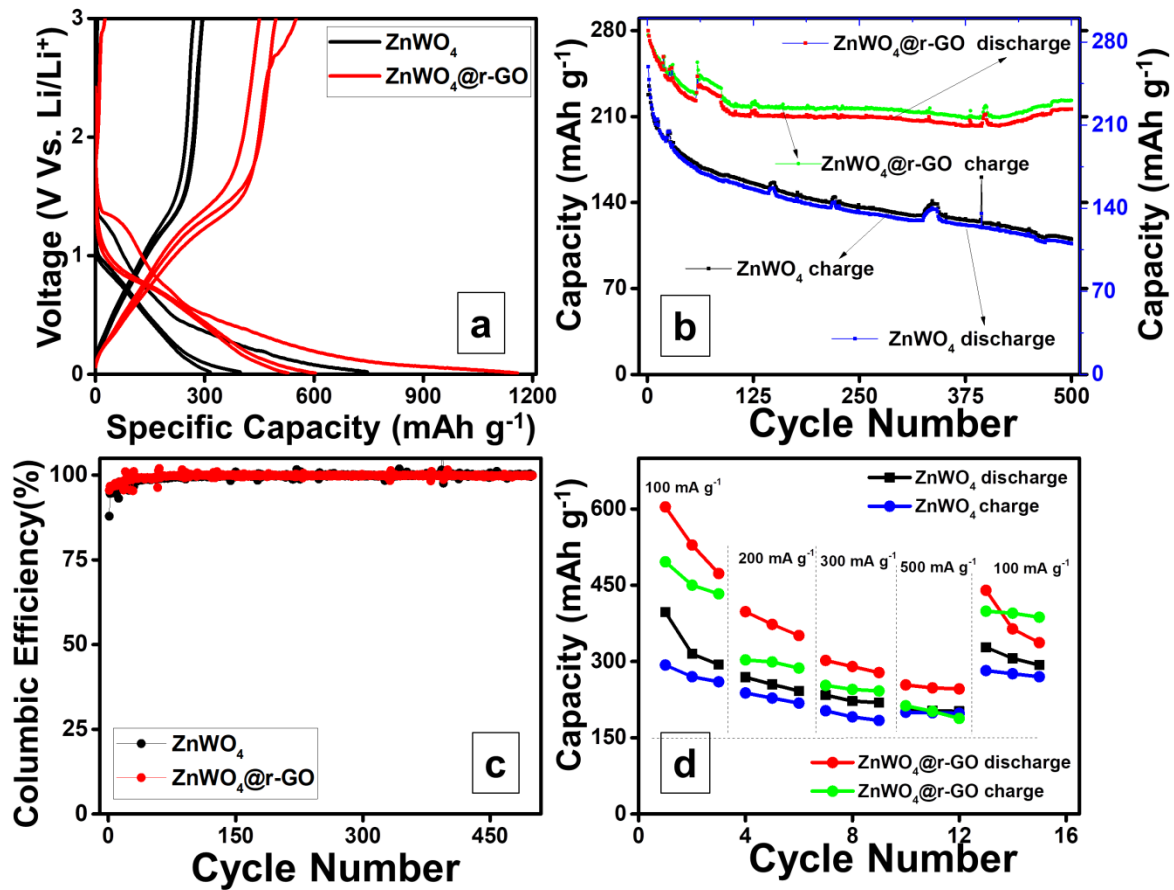 Voltage (V Vs. Li/Li⁺)
3
2
1
0
ZnWO₄
ZnWO₄@r-GO
a
0
300
600
900
1200
Specific Capacity (mAh g⁻¹)
Capacity (mAh g⁻¹)
280
210
140
70
0
ZnWO₄@r-GO discharge
ZnWO₄@r-GO charge
ZnWO₄ charge
ZnWO₄ discharge
b
280
210
140
70
0
Capacity (mAh g⁻¹)
0
125
250
375
500
Cycle Number
Columbic Efficiency(%)
100
75
50
25
0
ZnWO₄
ZnWO₄@r-GO
c
0
150
300
450
Cycle Number
Capacity (mAh g⁻¹)
600
450
300
150
0
ZnWO₄ discharge
ZnWO₄ charge
100 mA g⁻¹
200 mA g⁻¹
300 mA g⁻¹
500 mA g⁻¹
100 mA g⁻¹
d
ZnWO₄@r-GO discharge
ZnWO₄@r-GO charge
0
4
8
12
16
Cycle Number